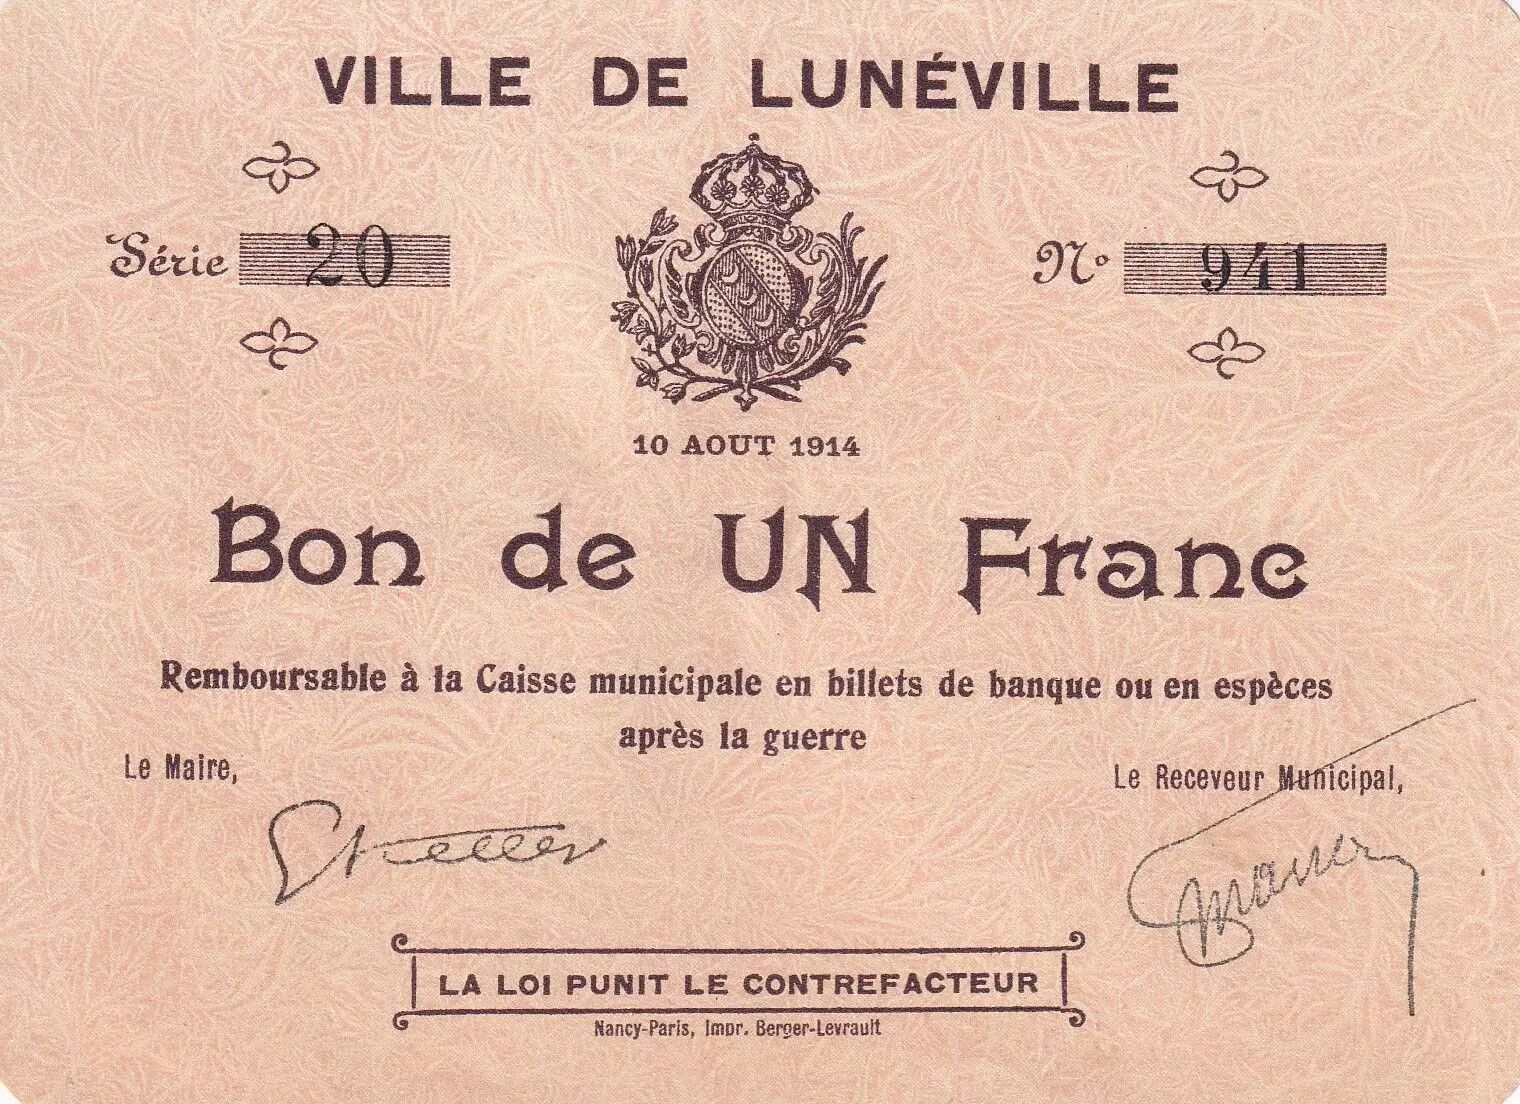 VILLE DE LUNÉVILLE
Série 20
Nº 941
10 AOUT 1914
Bon de UN Franc
Remboursable à la Caisse municipale en billets de banque ou en espèces
après la guerre
Le Maire,
Le Receveur Municipal,
LA LOI PUNIT LE CONTREFACTEUR
Nancy-Paris, Impr. Berger-Levrault